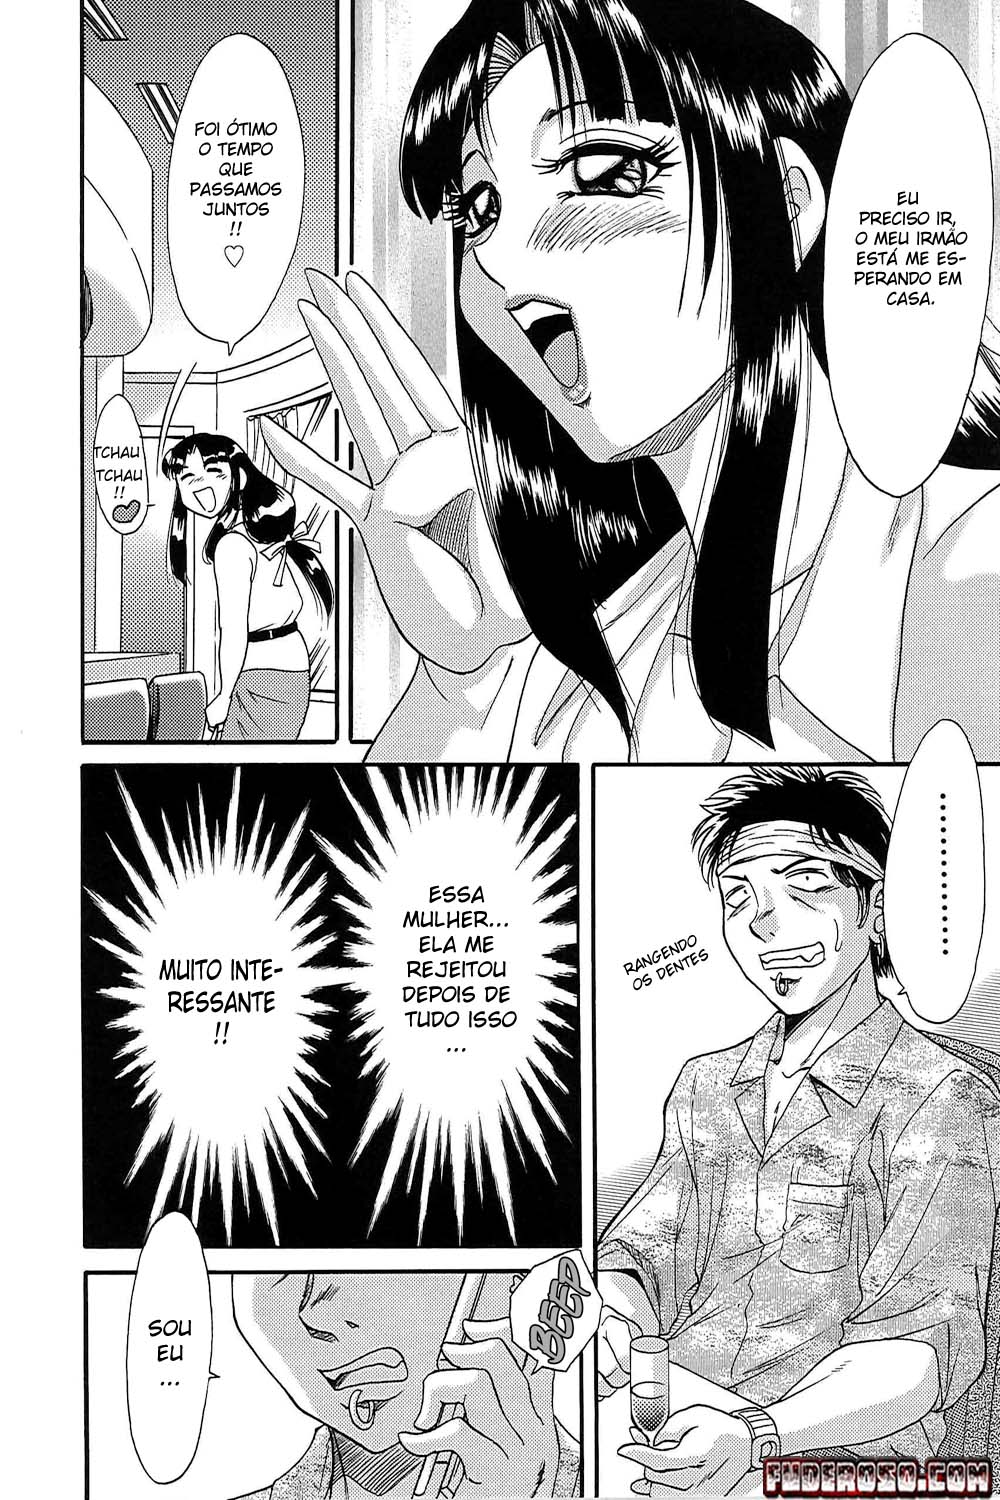 EU
PRECISO IR,
O MEU IRMÃO
ESTÁ ME ES-
PERANDO EM
CASA.
FOI ÓTIMO
O TEMPO
QUE
PASSAMOS
JUNTOS
!!
♡
TCHAU
TCHAU
!!
..........
RANGENDO
OS DENTES
ESSA
MULHER...
ELA ME
REJEITOU
DEPOIS DE
TUDO ISSO
...
MUITO INTE-
RESSANTE
!!
BEEP
SOU
EU
...
FUDEROSO.COM